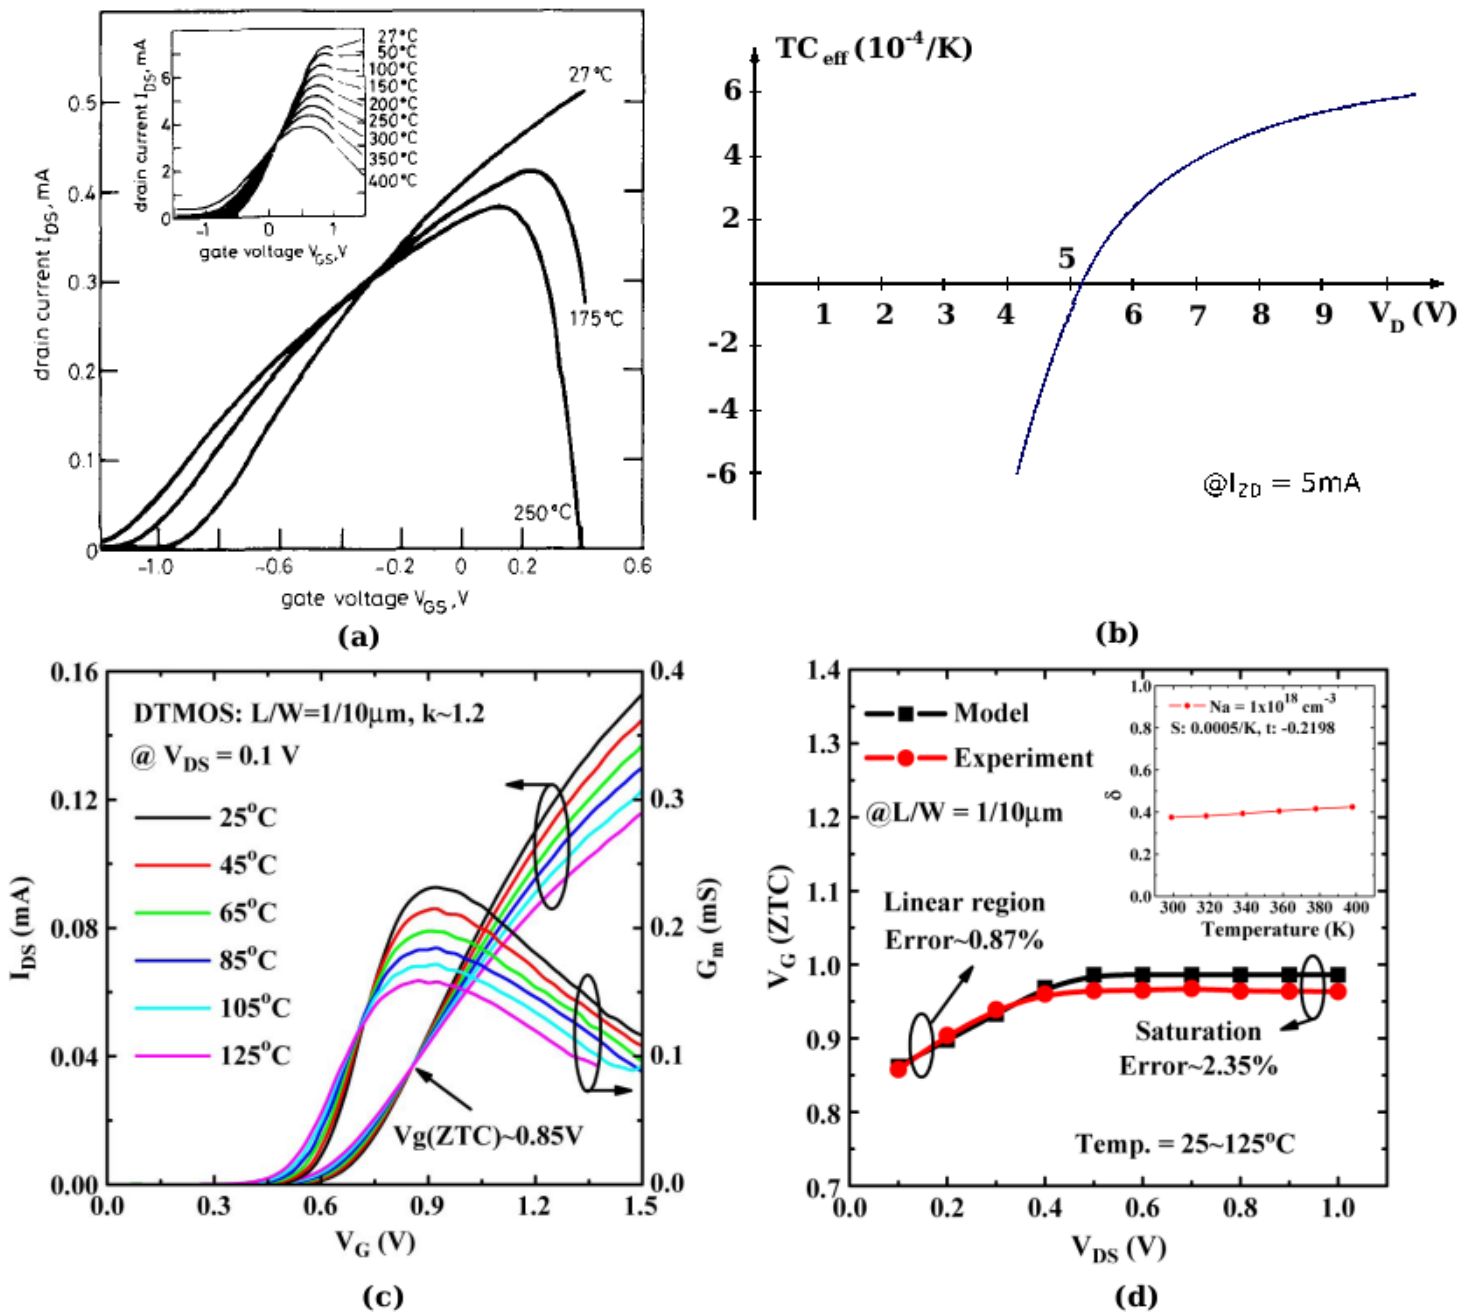 27°C
50°C
100°C
150°C
200°C
250°C
300°C
350°C
400°C
drain current I_DS, mA
6
4
2
0
-1
0
1
gate voltage V_GS, V
27°C
175°C
250°C
drain current I_DS, mA
0.5
0.4
0.3
0.2
0.1
0
-1.0
-0.6
-0.2
0
0.2
0.6
gate voltage V_GS, V
(a)
TC_eff (10^-4/K)
6
4
2
-2
-4
-6
5
1
2
3
4
6
7
8
9
V_D (V)
@I_ZD = 5mA
(b)
0.16
0.12
0.08
0.04
0.00
I_DS (mA)
DTMOS: L/W=1/10μm, k~1.2
@ V_DS = 0.1 V
25°C
45°C
65°C
85°C
105°C
125°C
Vg(ZTC)~0.85V
0.4
0.3
0.2
0.1
0.0
G_m (mS)
0.0
0.3
0.6
0.9
1.2
1.5
V_G (V)
(c)
1.4
1.3
1.2
1.1
1.0
0.9
0.8
0.7
V_G (ZTC)
Model
Experiment
@L/W = 1/10μm
Linear region
Error~0.87%
Saturation
Error~2.35%
Temp. = 25~125°C
1.0
0.8
0.6
0.4
0.2
0.0
δ
Na = 1x10^18 cm^-3
S: 0.0005/K, t: -0.2198
300
320
340
360
380
400
Temperature (K)
0.0
0.2
0.4
0.6
0.8
1.0
V_DS (V)
(d)